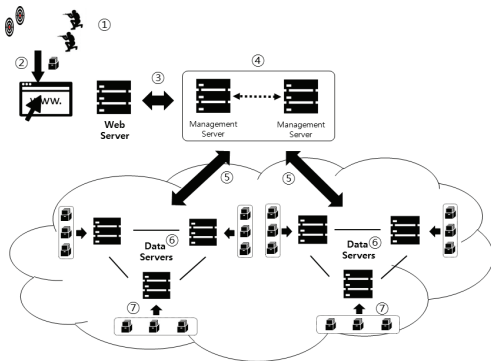 ①
②
③
④
www.
Web
Server
Management
Server
Management
Server
⑤
⑤
Data
Servers
⑥
Data
Servers
⑥
⑦
⑦